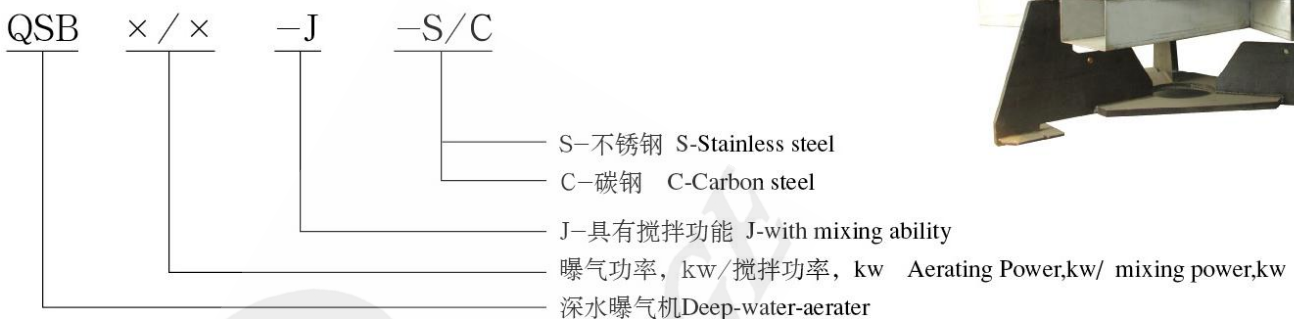 QSB × / × -J -S/C
S-不锈钢 S-Stainless steel
C-碳钢 C-Carbon steel
J-具有搅拌功能 J-with mixing ability
曝气功率，kw/搅拌功率，kw Aerating Power,kw/ mixing power,kw
深水曝气机Deep-water-aerater